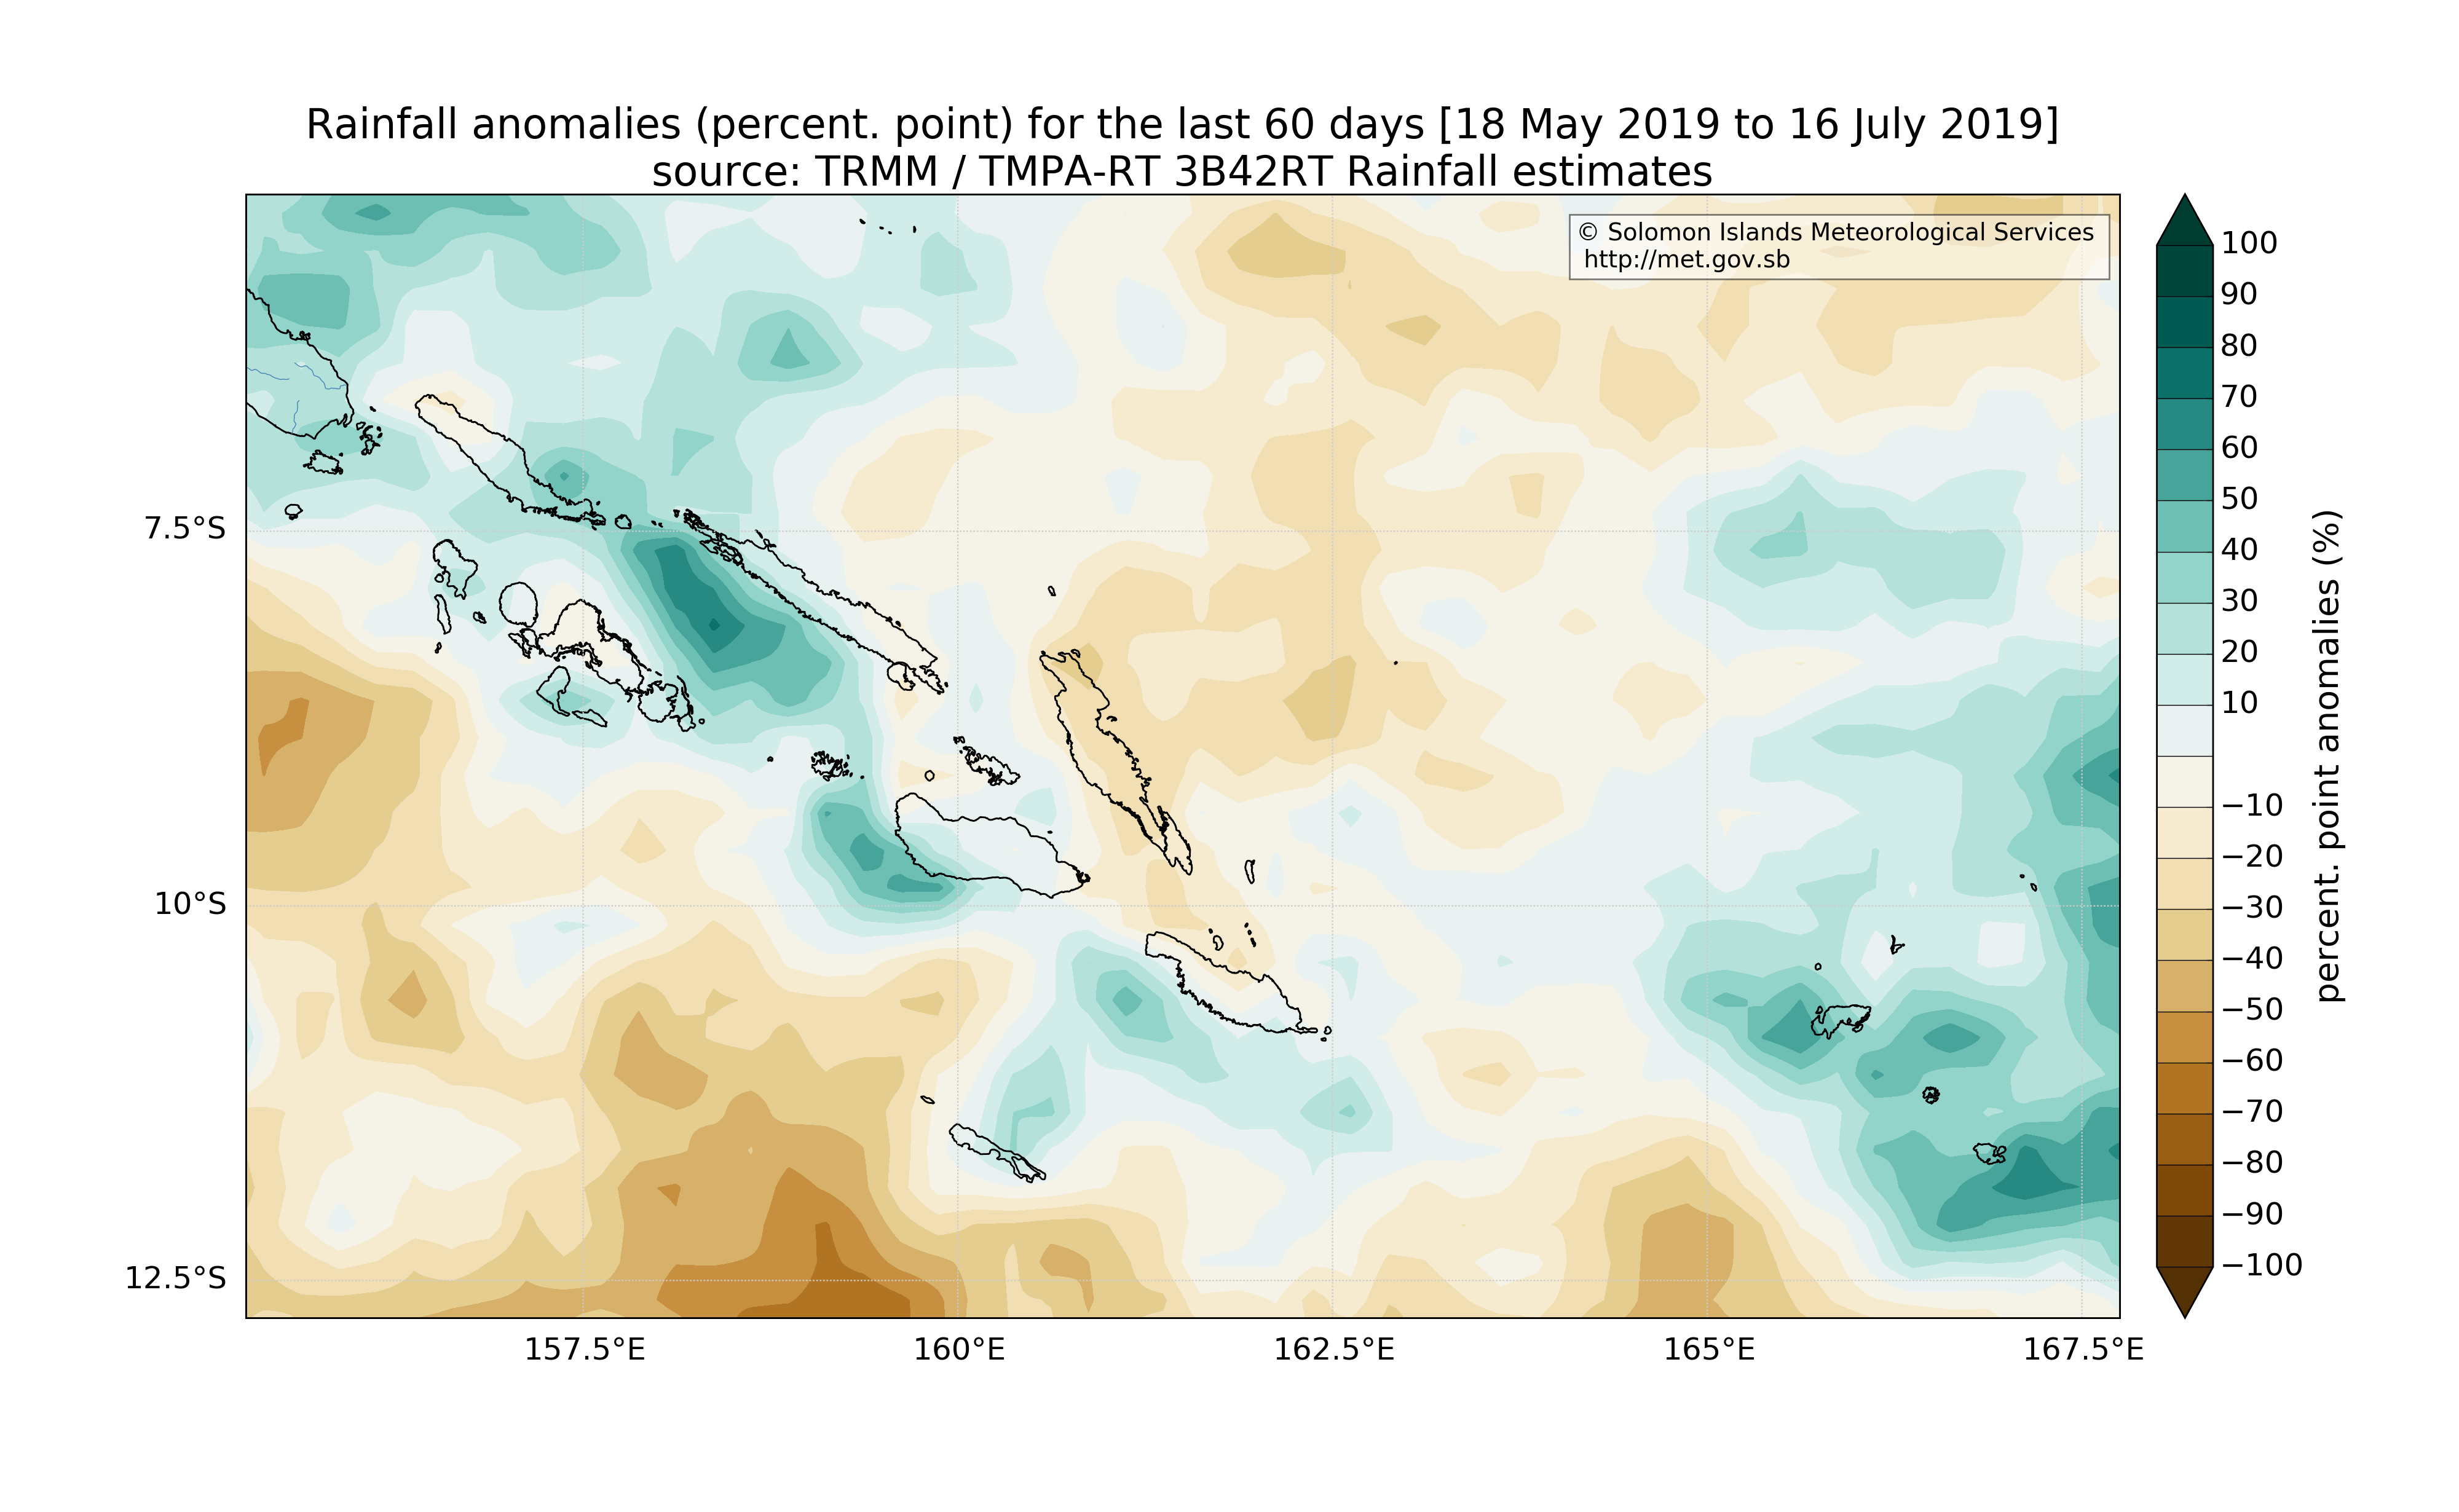 Rainfall anomalies (percent. point) for the last 60 days [18 May 2019 to 16 July 2019]
source: TRMM / TMPA-RT 3B42RT Rainfall estimates
© Solomon Islands Meteorological Services
http://met.gov.sb
7.5°S
10°S
12.5°S
157.5°E
160°E
162.5°E
165°E
167.5°E
100
90
80
70
60
50
40
30
20
10
−10
−20
−30
−40
−50
−60
−70
−80
−90
−100
percent. point anomalies (%)